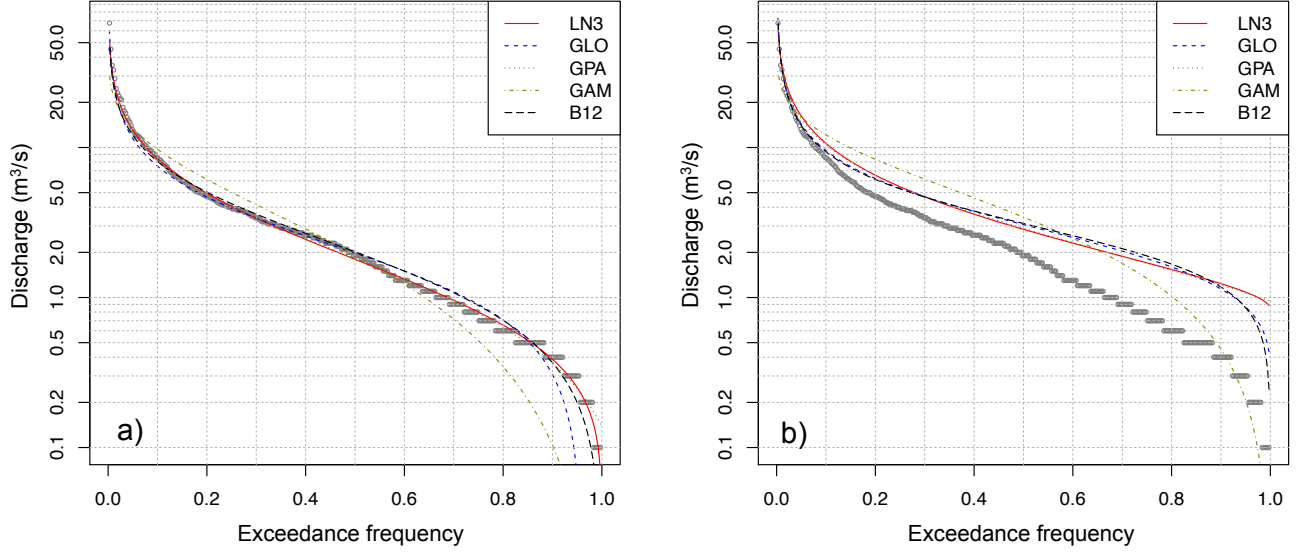 50.0
20.0
5.0
2.0
1.0
0.5
0.2
0.1
Discharge (m³/s)
0.0 0.2 0.4 0.6 0.8 1.0
Exceedance frequency
LN3
GLO
GPA
GAM
B12
a)
50.0
20.0
5.0
2.0
1.0
0.5
0.2
0.1
Discharge (m³/s)
0.0 0.2 0.4 0.6 0.8 1.0
Exceedance frequency
LN3
GLO
GPA
GAM
B12
b)